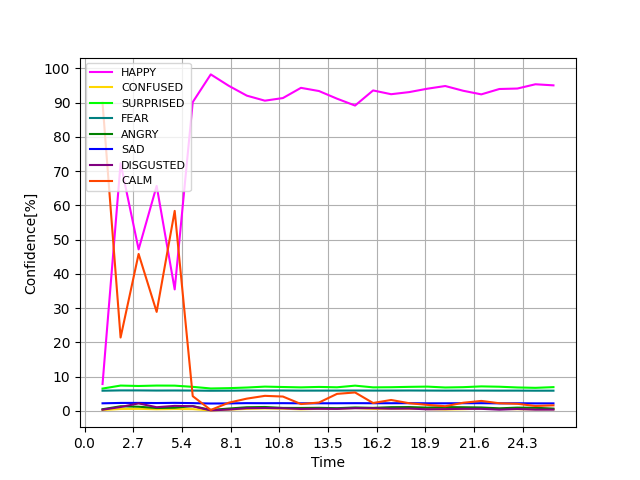 HAPPY
CONFUSED
SURPRISED
FEAR
ANGRY
SAD
DISGUSTED
CALM
Confidence[%]
100
90
80
70
60
50
40
30
20
10
0
0.0 2.7 5.4 8.1 10.8 13.5 16.2 18.9 21.6 24.3
Time